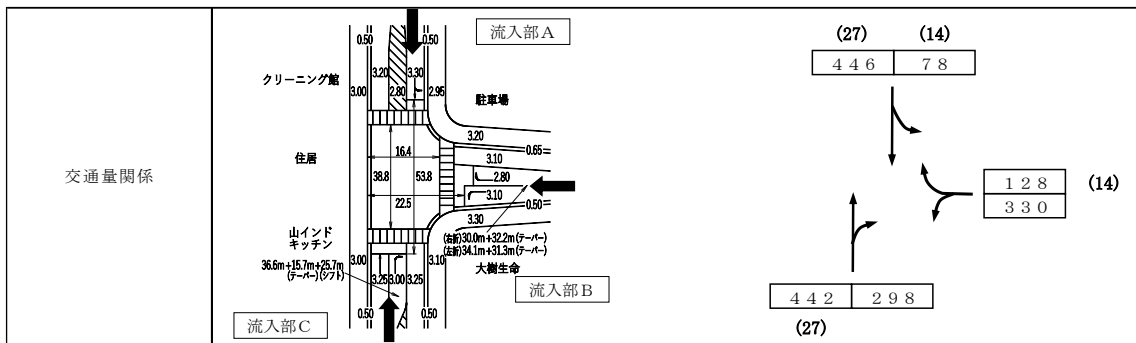 交通量関係
0.50
0.50
流入部A
3.20
3.30
クリーニング館
3.00
2.80
2.95
駐車場
3.20
0.65
住居
16.4
3.10
38.8
53.8
2.80
3.10
22.5
0.50
3.30
山インド
キッチン
(右折)30.0m+32.2m(テーパー)
(左折)34.1m+31.3m(テーパー)
36.6m+15.7m+25.7m
(テーパー)(シフト)
3.00
3.25
3.00
3.25
3.10
大樹生命
流入部B
0.50
0.50
流入部C
(27) (14)
446 78
128
330
(14)
442 298
(27)